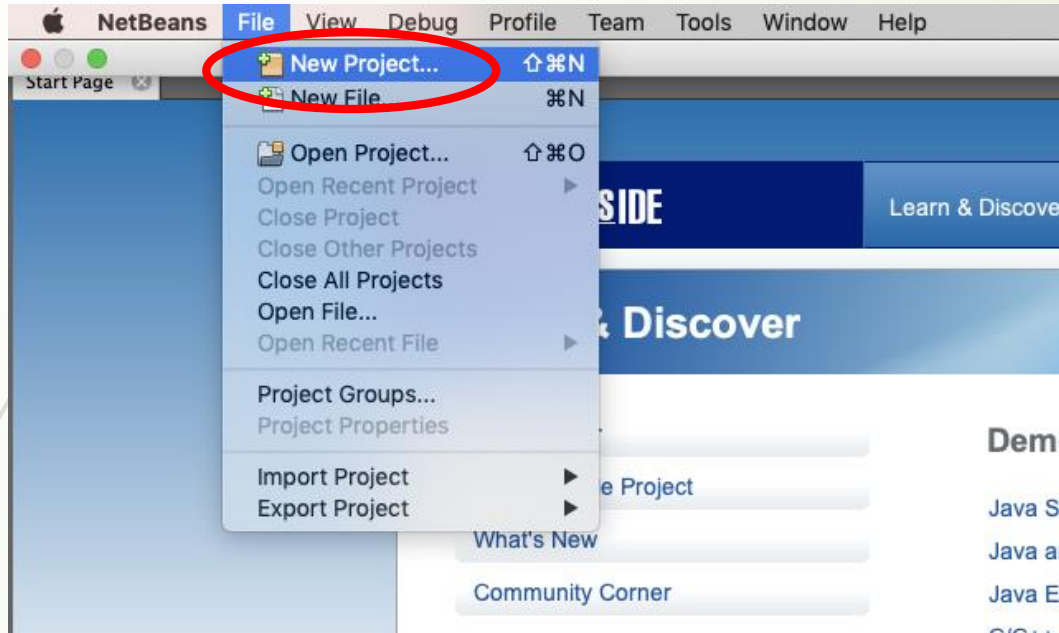 NetBeans File View Debug Profile Team Tools Window Help
Start Page
New Project... ⇧⌘N
New File... ⌘N
Open Project... ⇧⌘O
Open Recent Project ▶
Close Project
Close Other Projects
Close All Projects
Open File...
Open Recent File ▶
Project Groups...
Project Properties
Import Project ▶
Export Project ▶
SIDE
Learn & Discove
& Discover
e Project
What's New
Community Corner
Dem
Java S
Java a
Java E